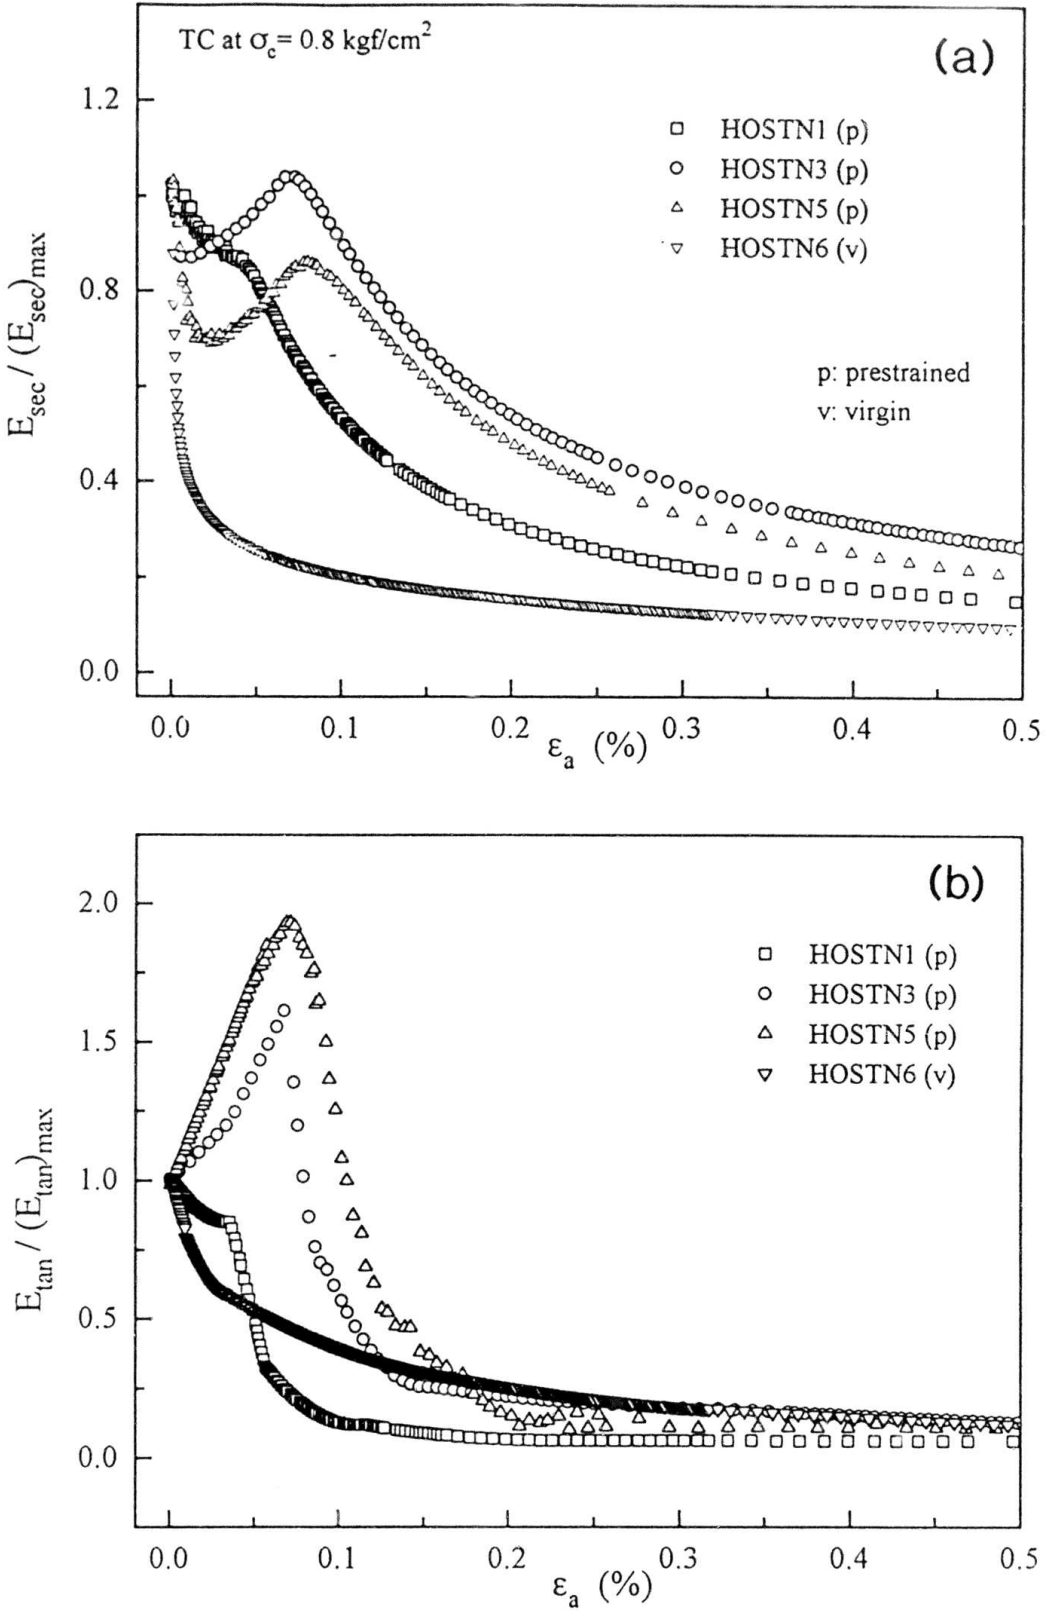 TC at σc= 0.8 kgf/cm2
(a)
1.2
0.8
0.4
0.0
Esec / (Esec)max
HOSTN1 (p)
HOSTN3 (p)
HOSTN5 (p)
HOSTN6 (v)
p: prestrained
v: virgin
0.0 0.1 0.2 0.3 0.4 0.5
εa (%)
(b)
2.0
1.5
1.0
0.5
0.0
Etan / (Etan)max
HOSTN1 (p)
HOSTN3 (p)
HOSTN5 (p)
HOSTN6 (v)
0.0 0.1 0.2 0.3 0.4 0.5
εa (%)